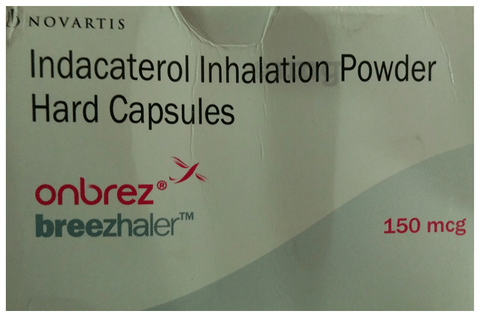 NOVARTIS
Indacaterol Inhalation Powder
Hard Capsules
onbrez®
breezhaler™
150 mcg